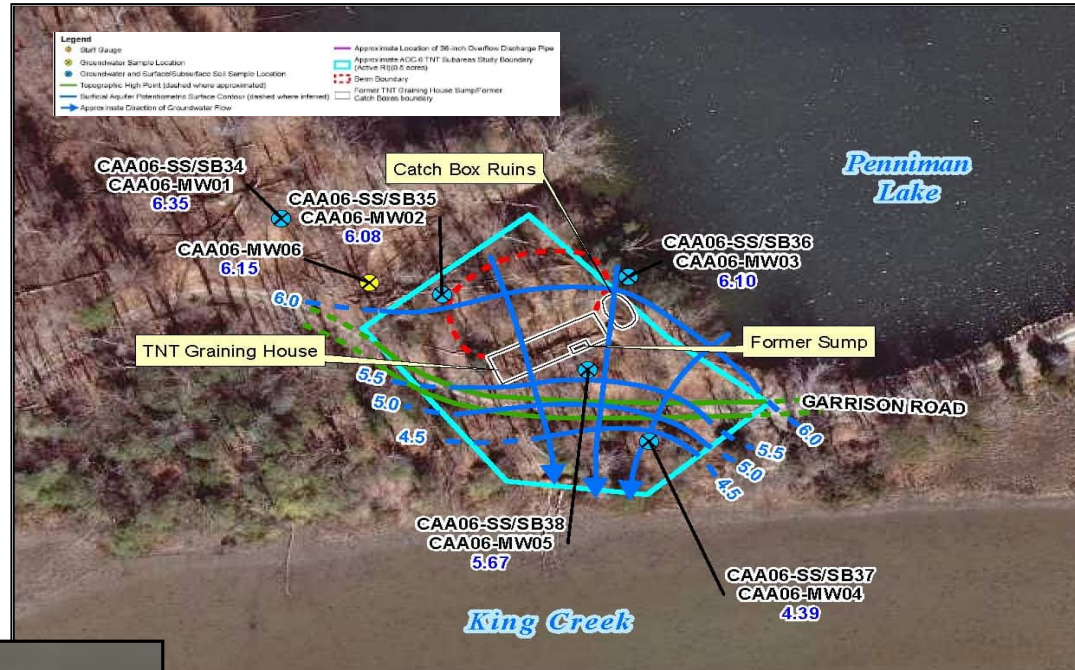 Legend
Staff Gauge
Groundwater Sample Location
Groundwater and Surface/Subsurface Soil Sample Location
Topographic High Point (dashed where approximated)
Surficial Aquifer Potentiometric Surface Contour (dashed where inferred)
Approximate Direction of Groundwater Flow
Approximate Location of 36-inch Overflow Discharge Pipe
Approximate AOC 6 TNT Subareas Study Boundary
(Active RI)(0.6 acres)
Berm Boundary
Former TNT Graining House Sump/Former
Catch Boxes boundary
CAA06-SS/SB34
CAA06-MW01
6.35
CAA06-SS/SB35
CAA06-MW02
6.08
CAA06-MW06
6.15
Catch Box Ruins
Penniman
Lake
CAA06-SS/SB36
CAA06-MW03
6.10
6.0
TNT Graining House
Former Sump
5.5
5.0
4.5
GARRISON ROAD
6.0
5.5
5.0
4.5
CAA06-SS/SB38
CAA06-MW05
5.67
CAA06-SS/SB37
CAA06-MW04
4.39
King Creek